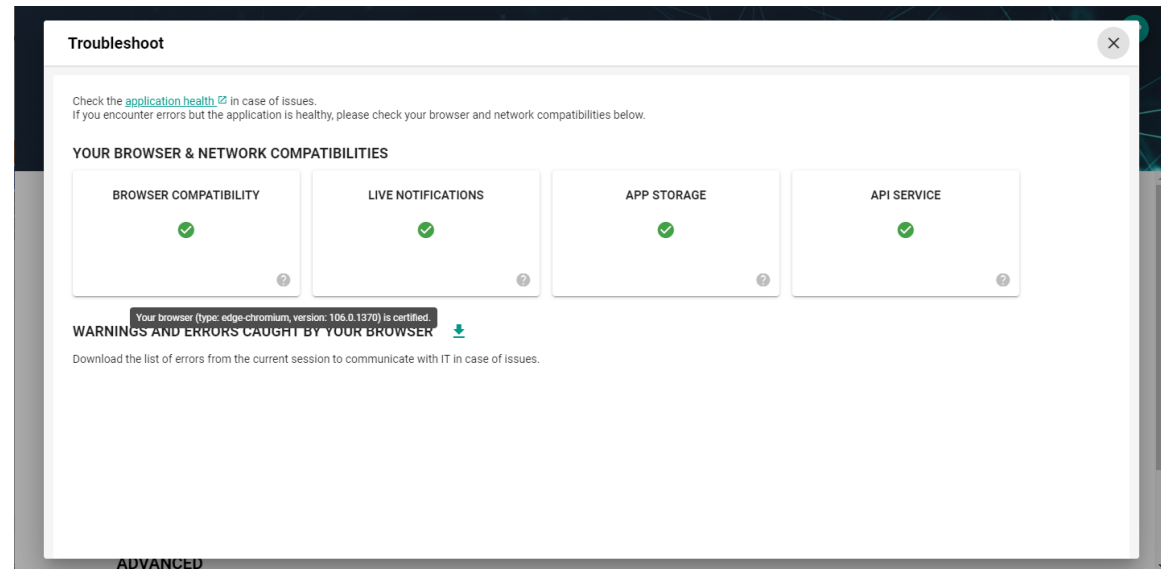 Troubleshoot
Check the application health in case of issues.
If you encounter errors but the application is healthy, please check your browser and network compatibilities below.
YOUR BROWSER & NETWORK COMPATIBILITIES
BROWSER COMPATIBILITY
LIVE NOTIFICATIONS
APP STORAGE
API SERVICE
Your browser (type: edge-chromium, version: 106.0.1370) is certified.
WARNINGS AND ERRORS CAUGHT BY YOUR BROWSER
Download the list of errors from the current session to communicate with IT in case of issues.
ADVANCED